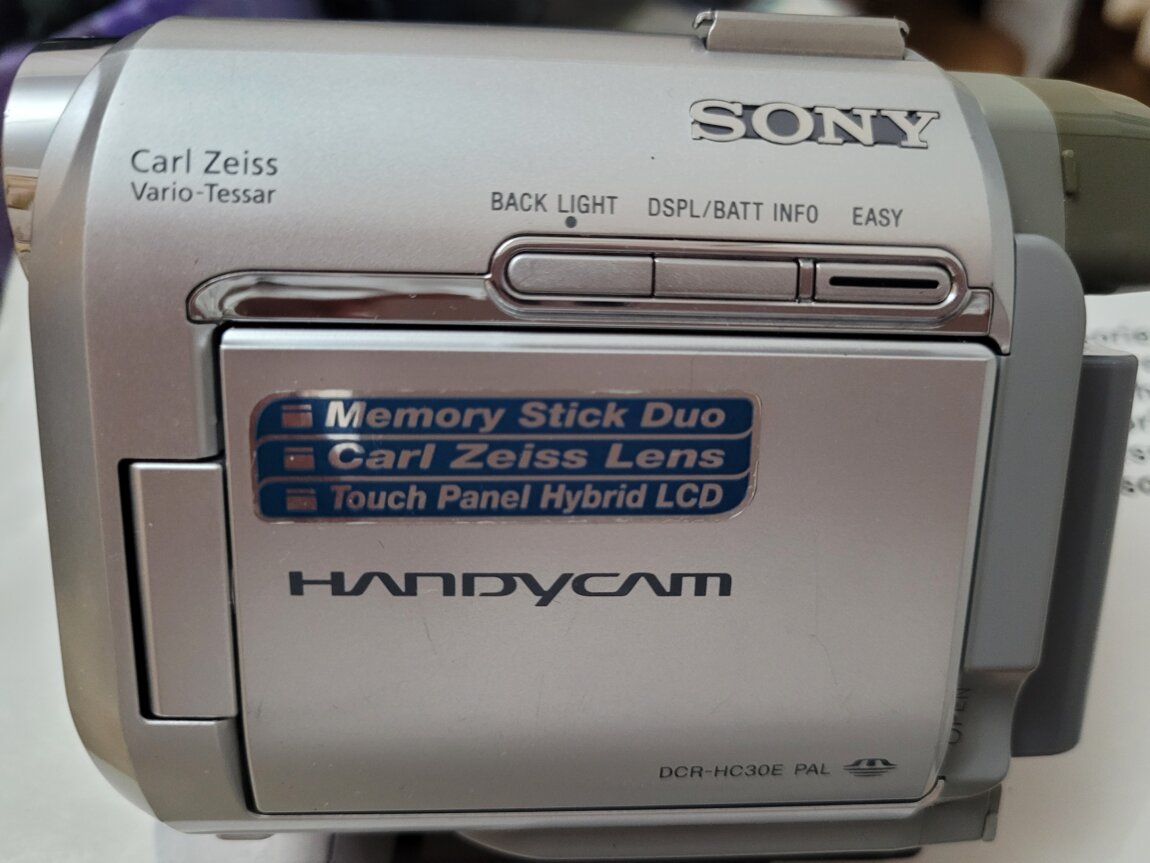 SONY
Carl Zeiss
Vario-Tessar
BACK LIGHT DSPL/BATT INFO EASY
Memory Stick Duo
Carl Zeiss Lens
Touch Panel Hybrid LCD
HANDYCAM
OPEN
DCR-HC30E PAL